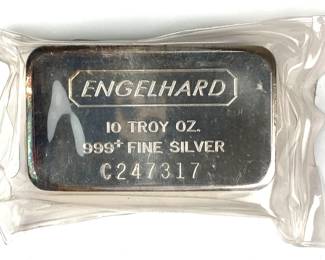 ENGELHARD
10 TROY OZ.
999+ FINE SILVER
C247317